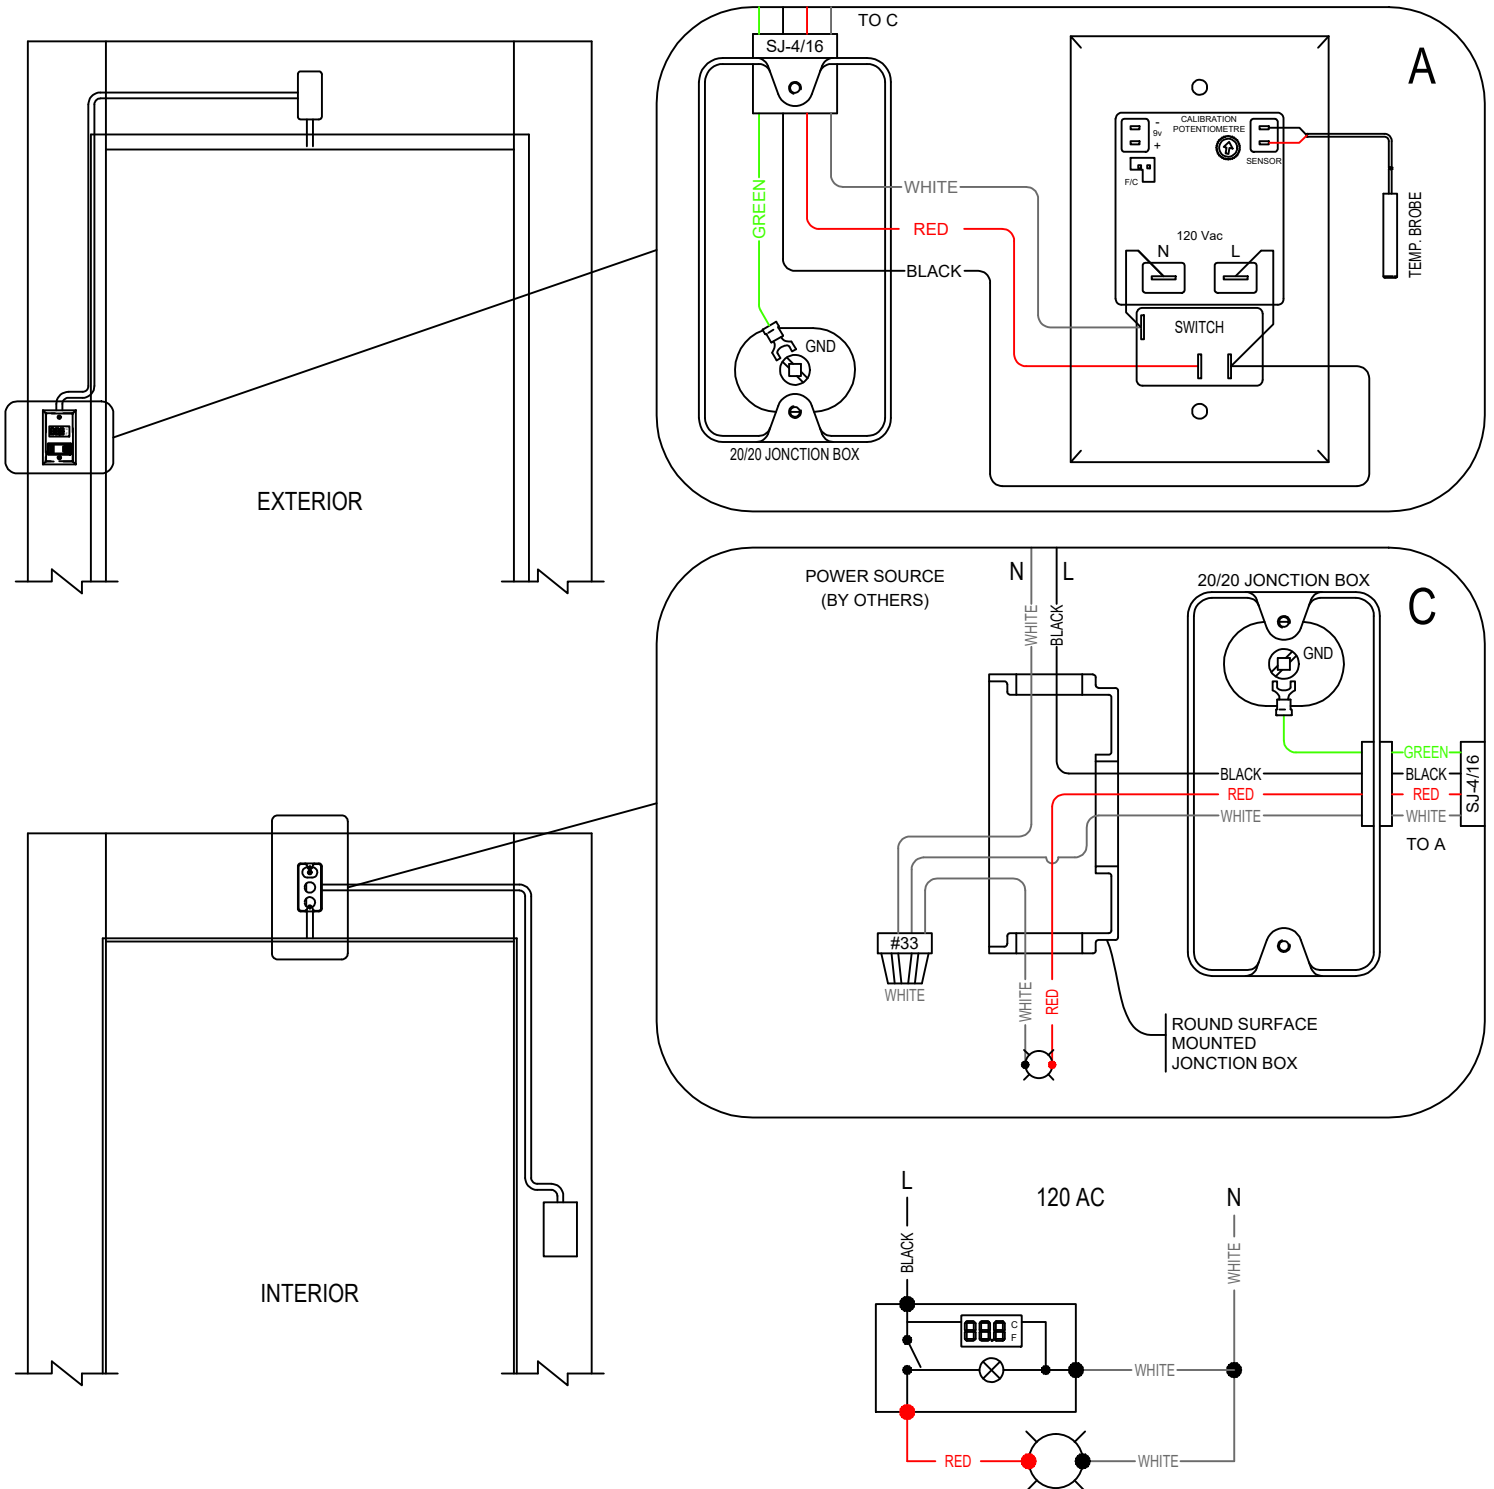 TO C
SJ-4/16
A
CALIBRATION
POTENTIOMETRE
-
9v
+
SENSOR
F/C
GREEN
WHITE
RED
BLACK
120 Vac
N
L
TEMP. BROBE
SWITCH
GND
20/20 JONCTION BOX
EXTERIOR
POWER SOURCE
(BY OTHERS)
N
L
WHITE
BLACK
20/20 JONCTION BOX
C
GND
GREEN
BLACK
BLACK
RED
RED
WHITE
WHITE
SJ-4/16
TO A
#33
WHITE
WHITE
RED
ROUND SURFACE
MOUNTED
JONCTION BOX
INTERIOR
L
120 AC
N
BLACK
WHITE
88.8
C
F
WHITE
RED
WHITE